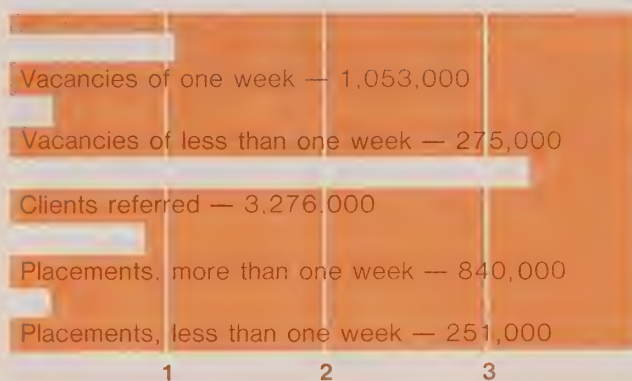 Vacancies of one week — 1,053,000
Vacancies of less than one week — 275,000
Clients referred — 3,276,000
Placements, more than one week — 840,000
Placements, less than one week — 251,000
1 2 3